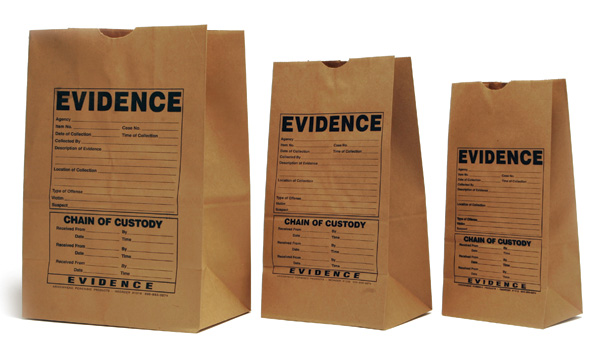 EVIDENCE
Agency
Item No. Case No.
Date of Collection Time of Collection
Collected By
Description of Evidence
Location of Collection
Type of Offense
Victim
Suspect
CHAIN OF CUSTODY
Received From By
Date Time
Received From By
Date Time
Received From By
Date Time
EVIDENCE
EVIDENCE
Agency
Item No. Case No.
Date of Collection Time of Collection
Collected By
Description of Evidence
Location of Collection
Type of Offense
Victim
Suspect
CHAIN OF CUSTODY
Received From By
Date Time
Received From By
Date Time
Received From By
Date Time
EVIDENCE
EVIDENCE
Agency
Item No. Case No.
Date of Collection Time of Collection
Collected By
Description of Evidence
Location of Collection
Type of Offense
Victim
Suspect
CHAIN OF CUSTODY
Received From By
Date Time
Received From By
Date Time
Received From By
Date Time
EVIDENCE